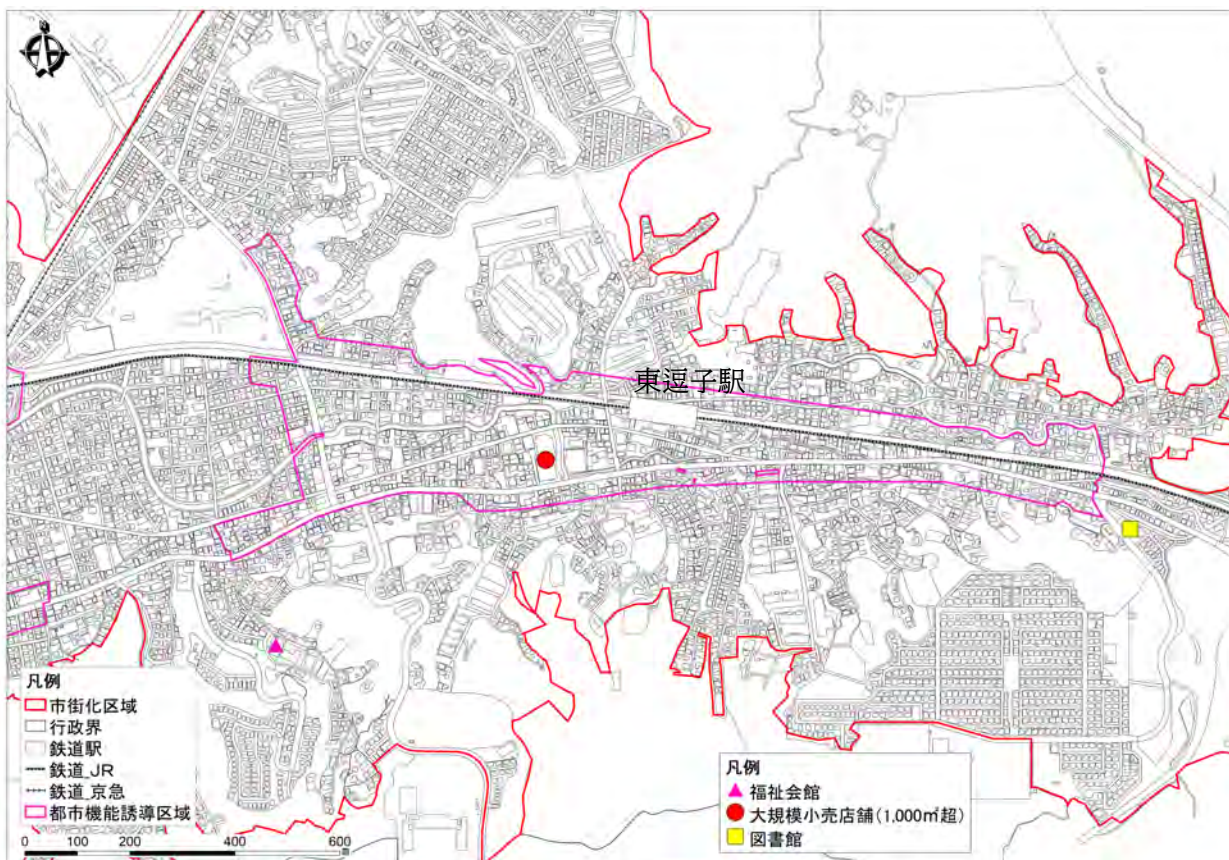 東逗子駅
凡例
市街化区域
行政界
鉄道駅
鉄道_JR
鉄道_京急
都市機能誘導区域
0 100 200 400 600
m
凡例
福祉会館
大規模小売店舗(1,000㎡超)
図書館